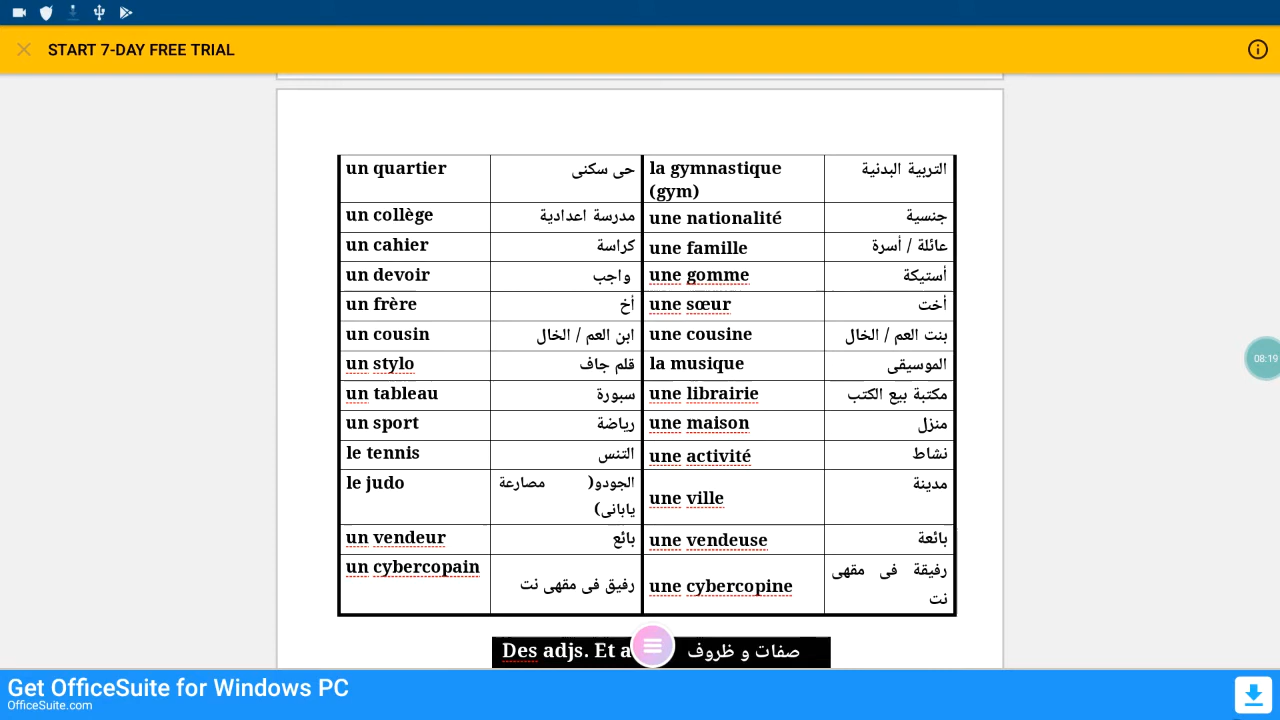 START 7-DAY FREE TRIAL
un quartier حى سكنى la gymnastique التربية البدنية
(gym)
un collège مدرسة اعدادية une nationalité جنسية
un cahier كراسة une famille عائلة / أسرة
un devoir واجب une gomme أستيكة
un frère أخ une sœur أخت
un cousin ابن العم / الخال une cousine بنت العم / الخال
un stylo قلم جاف la musique الموسيقى
un tableau سبورة une librairie مكتبة بيع الكتب
un sport رياضة une maison منزل
le tennis التنس une activité نشاط
le judo الجودو( مصارعة une ville مدينة
يابانى)
un vendeur بائع une vendeuse بائعة
un cybercopain رفيق فى مقهى نت une cybercopine رفيقة فى مقهى
نت
Des adjs. Et a صفات و ظروف
08:19
Get OfficeSuite for Windows PC
OfficeSuite.com